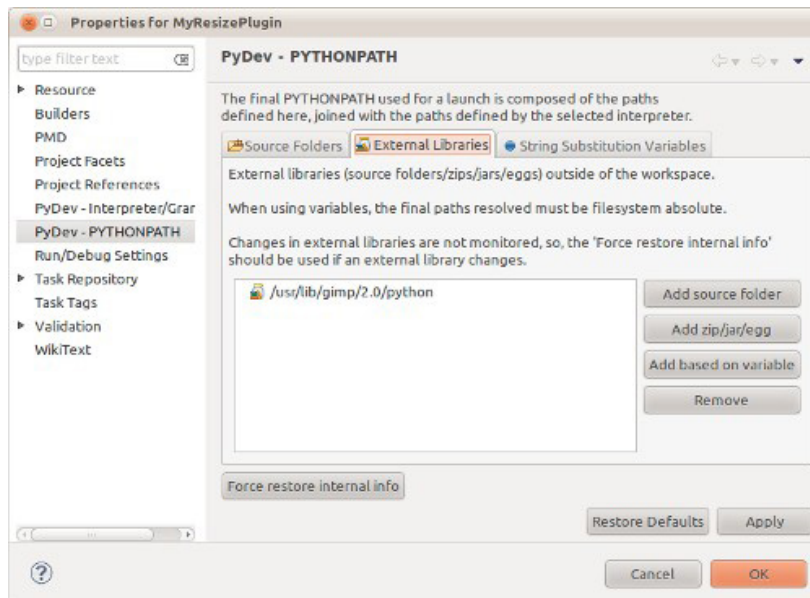 Properties for MyResizePlugin
type filter text
Resource
Builders
PMD
Project Facets
Project References
PyDev - Interpreter/Grar
PyDev - PYTHONPATH
Run/Debug Settings
Task Repository
Task Tags
Validation
WikiText
PyDev - PYTHONPATH
The final PYTHONPATH used for a launch is composed of the paths
defined here, joined with the paths defined by the selected interpreter.
Source Folders External Libraries String Substitution Variables
External libraries (source folders/zips/jars/eggs) outside of the workspace.
When using variables, the final paths resolved must be filesystem absolute.
Changes in external libraries are not monitored, so, the 'Force restore internal info'
should be used if an external library changes.
/usr/lib/gimp/2.0/python
Add source folder
Add zip/jar/egg
Add based on variable
Remove
Force restore internal info
Restore Defaults Apply
? Cancel OK